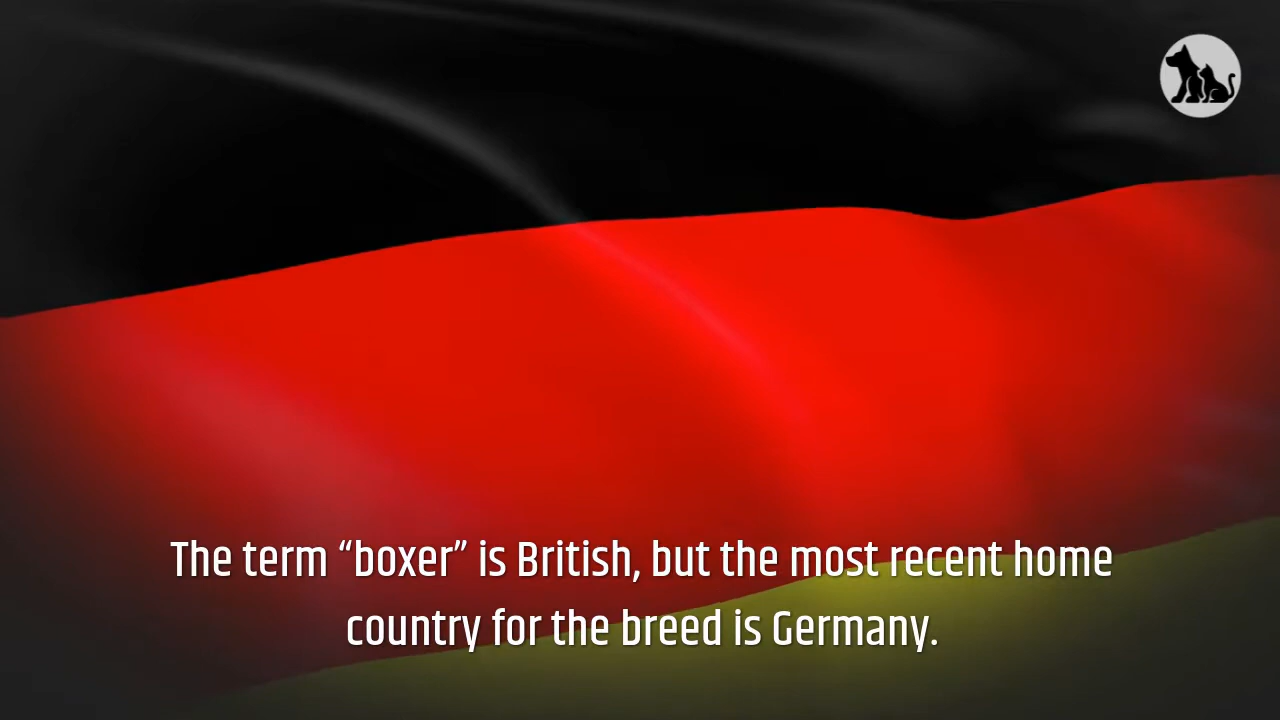 The term “boxer” is British, but the most recent home
country for the breed is Germany.